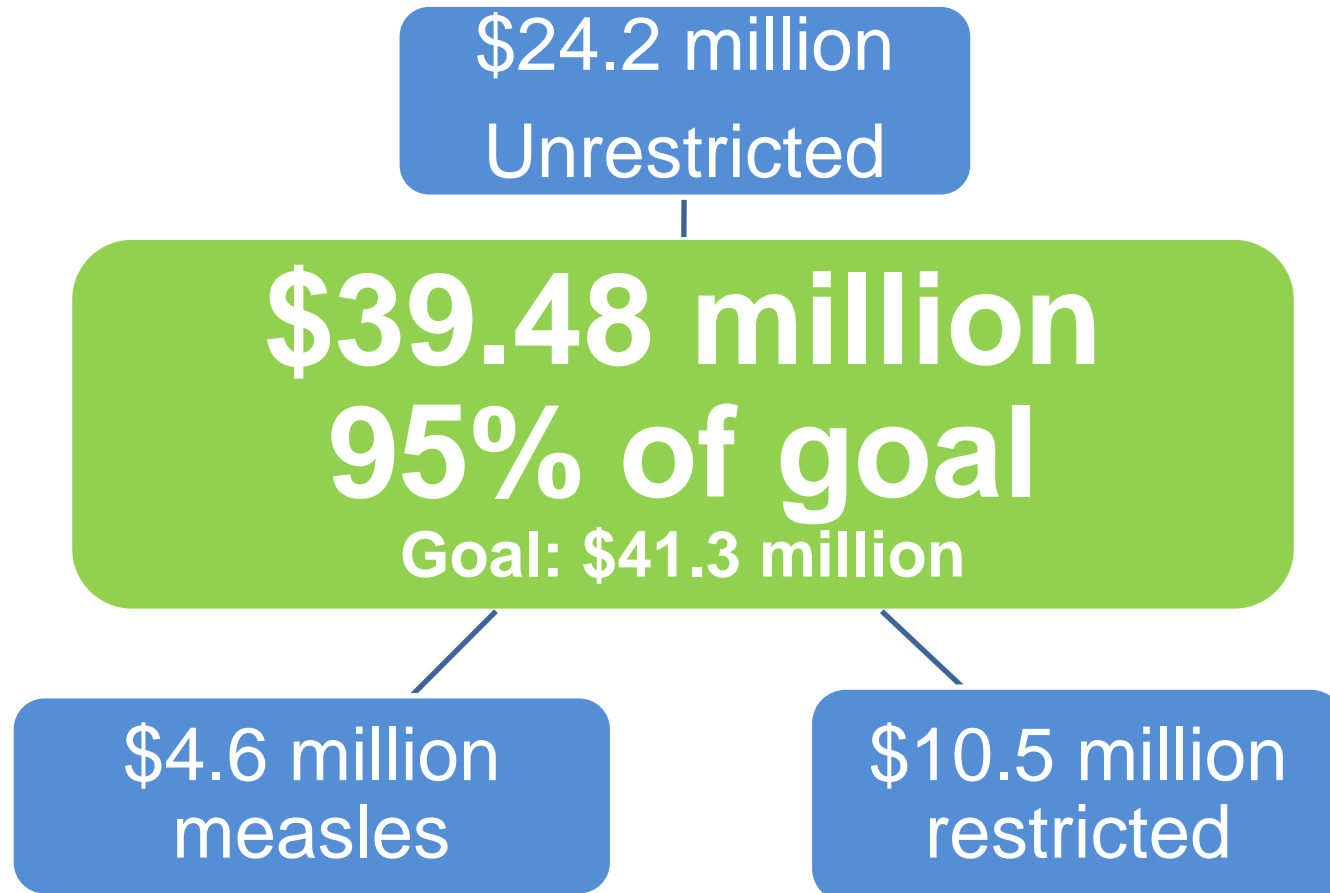 $24.2 million
Unrestricted
$39.48 million
95% of goal
Goal: $41.3 million
$4.6 million
measles
$10.5 million
restricted